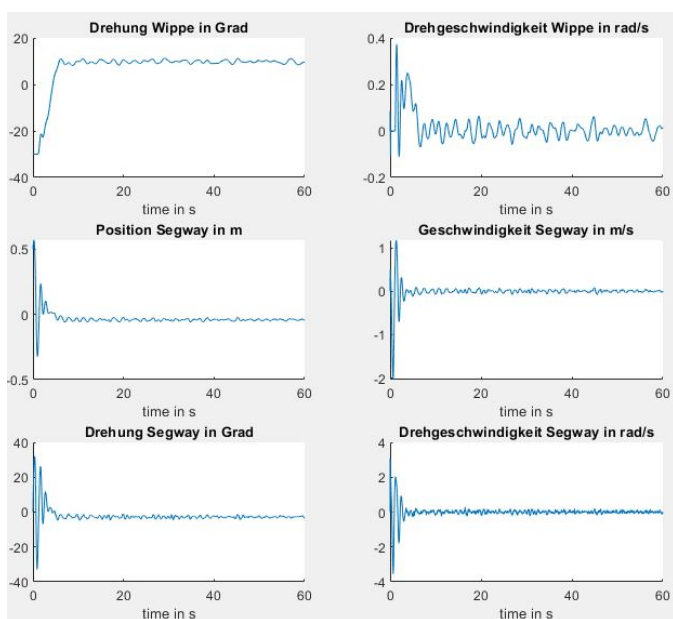 Drehung Wippe in Grad
20
0
-20
-40
0 20 40 60
time in s
Drehgeschwindigkeit Wippe in rad/s
0.4
0.2
0
-0.2
0 20 40 60
time in s
Position Segway in m
0.5
0
-0.5
0 20 40 60
time in s
Geschwindigkeit Segway in m/s
1
0
-1
-2
0 20 40 60
time in s
Drehung Segway in Grad
40
20
0
-20
-40
0 20 40 60
time in s
Drehgeschwindigkeit Segway in rad/s
4
2
0
-2
-4
0 20 40 60
time in s